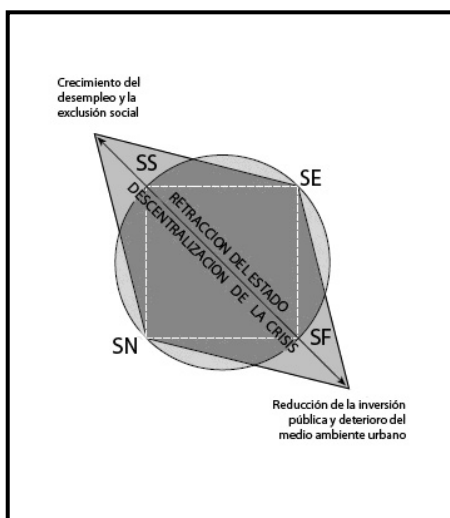 Crecimiento del
desempleo y la
exclusión social
SS
SE
RETRACCION DEL ESTADO
DESCENTRALIZACION DE LA CRISIS
SN
SF
Reducción de la inversión
pública y deterioro del
medio ambiente urbano